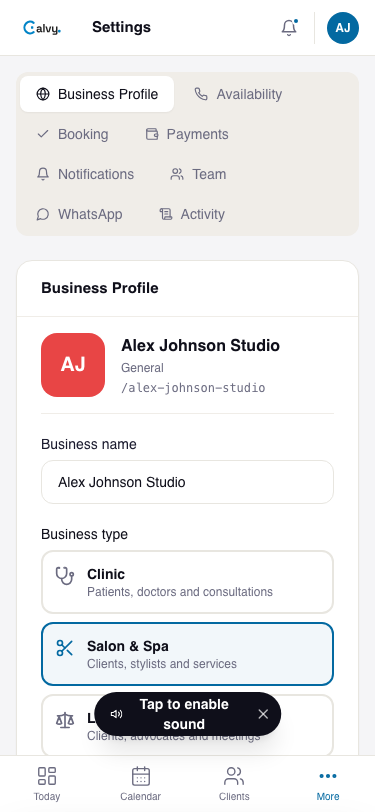 Calvy.
Settings
AJ
Business Profile
Availability
Booking
Payments
Notifications
Team
WhatsApp
Activity
Business Profile
AJ
Alex Johnson Studio
General
/alex-johnson-studio
Business name
Alex Johnson Studio
Business type
Clinic
Patients, doctors and consultations
Salon & Spa
Clients, stylists and services
Tap to enable
sound
Clients, advocates and meetings
Today
Calendar
Clients
More